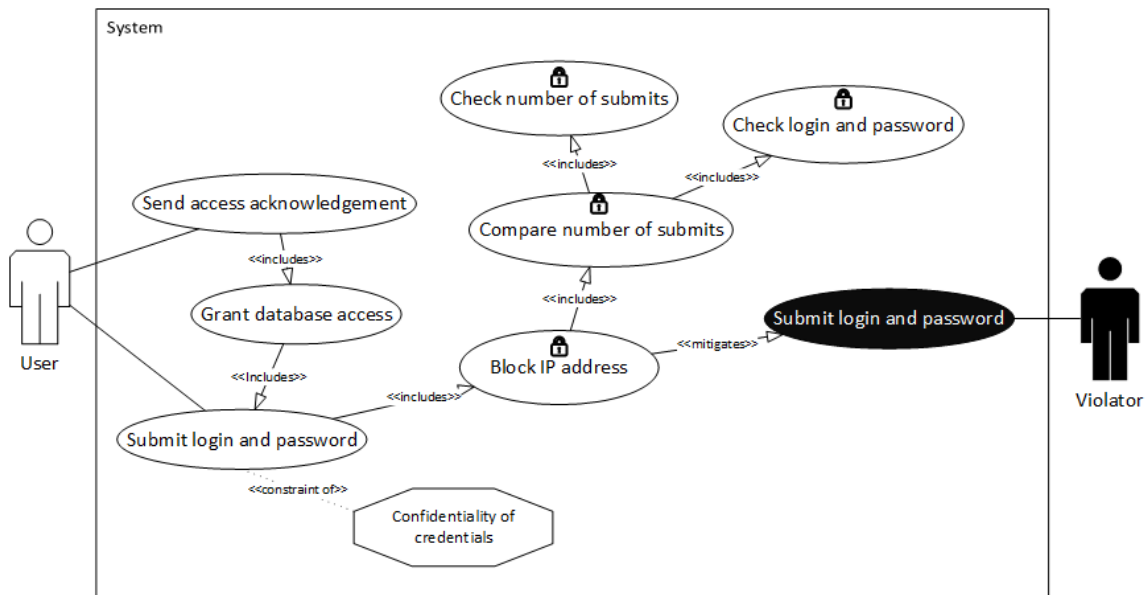 System
Check number of submits
Check login and password
<<includes>>
<<includes>>
Send access acknowledgement
Compare number of submits
<<includes>>
<<includes>>
Grant database access
Submit login and password
<<mitigates>>
User
Block IP address
<<Includes>>
<<includes>>
Violator
Submit login and password
<<constraint of>>
Confidentiality of
credentials